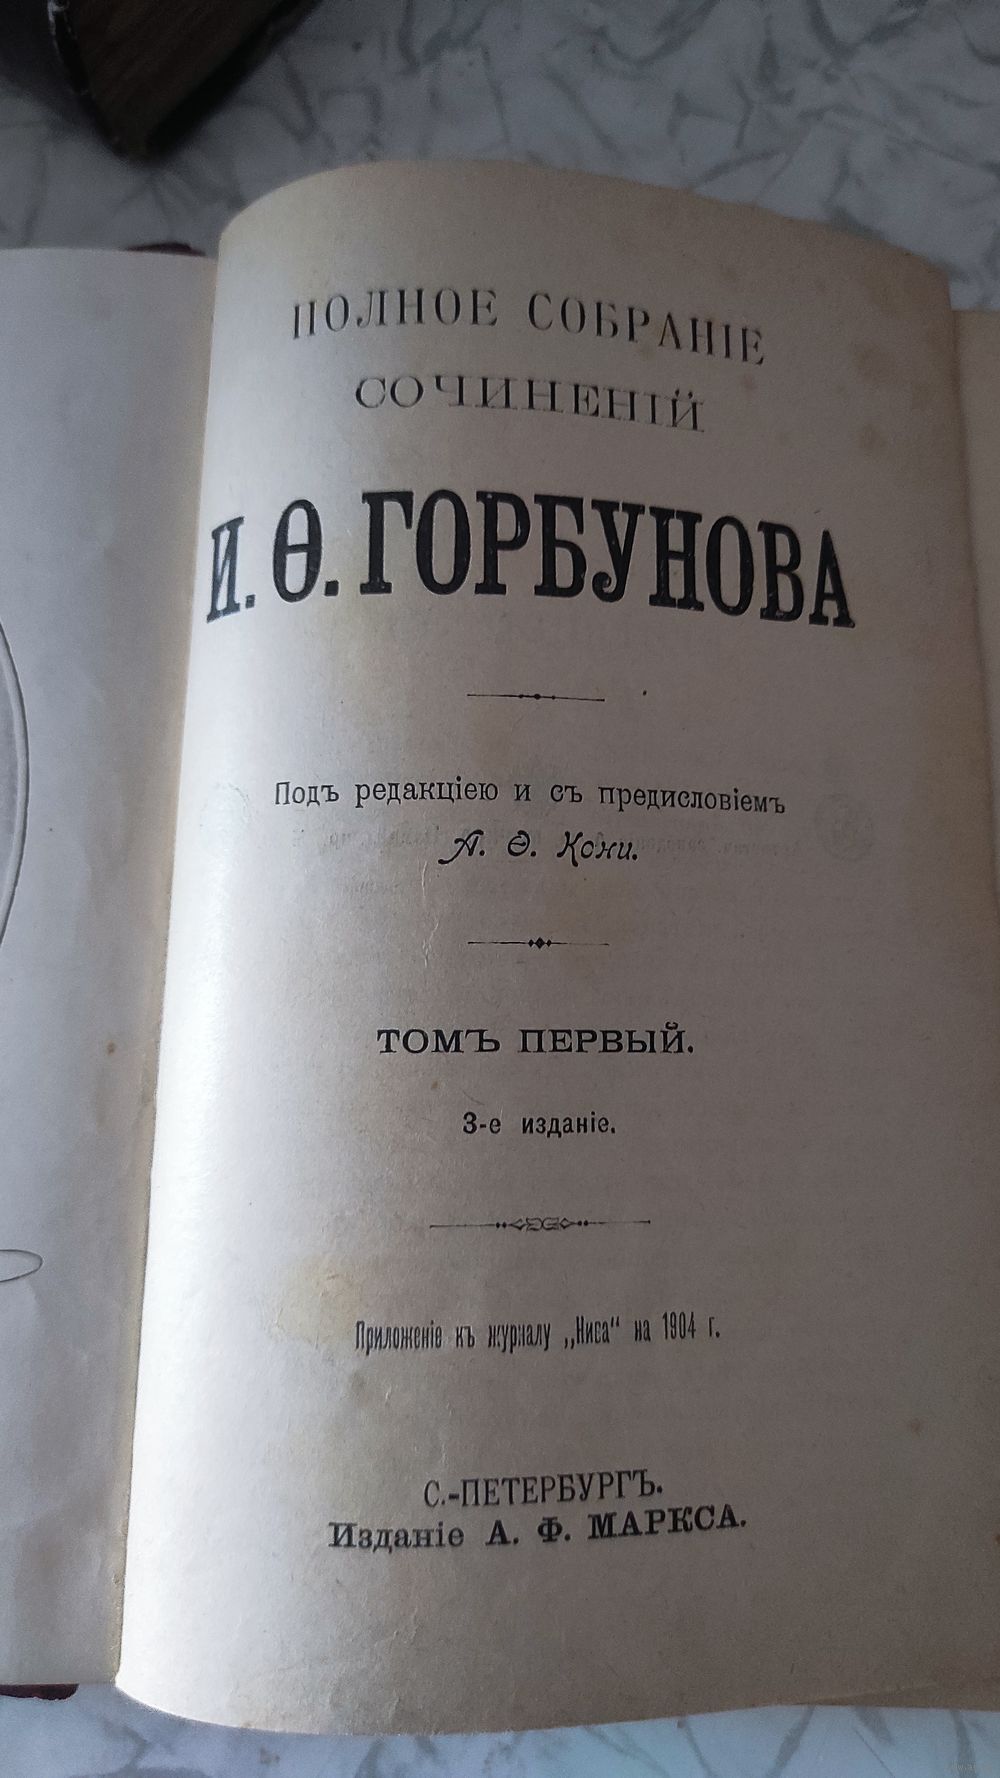 ПОЛНОЕ СОБРАНІЕ
СОЧИНЕНІЙ
И. Ѳ. ГОРБУНОВА
Подъ редакціею и съ предисловіемъ
А. Ѳ. Кони.
ТОМЪ ПЕРВЫЙ.
3-е изданіе.
Приложеніе къ журналу „Нива“ на 1904 г.
С.-ПЕТЕРБУРГЪ.
Изданіе А. Ф. МАРКСА.